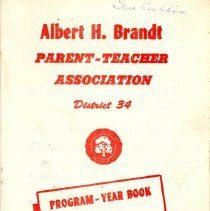 Albert H. Brandt
PARENT-TEACHER
ASSOCIATION
District 34
PROGRAM - YEAR BOOK